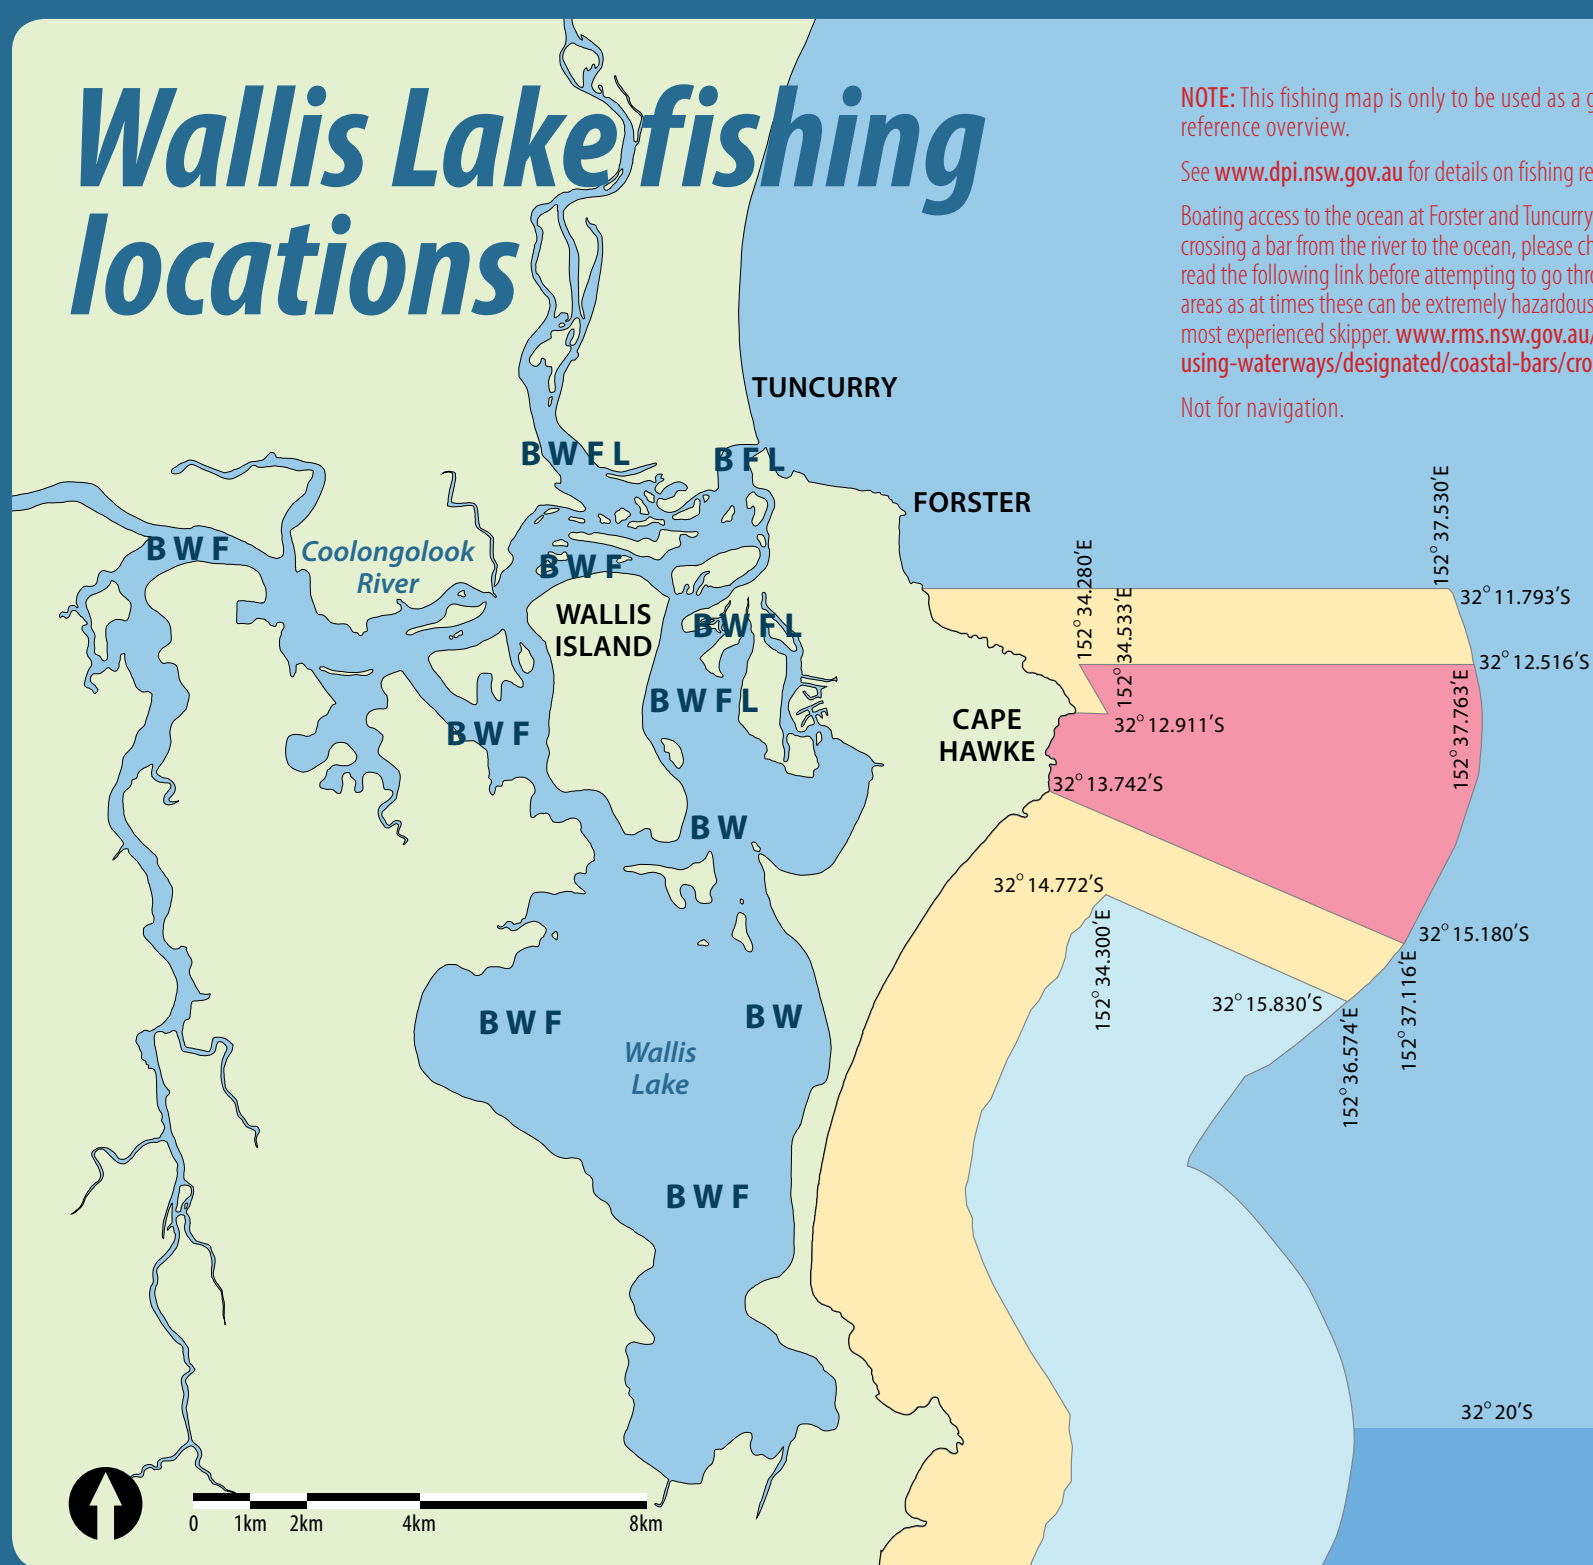 Wallis Lake fishing
locations
NOTE: This fishing map is only to be used as a g
reference overview.
See www.dpi.nsw.gov.au for details on fishing re
Boating access to the ocean at Forster and Tuncurry
crossing a bar from the river to the ocean, please ch
read the following link before attempting to go thro
areas as at times these can be extremely hazardous
most experienced skipper. www.rms.nsw.gov.au/
using-waterways/designated/coastal-bars/cro
Not for navigation.
TUNCURRY
B W F L
B F L
FORSTER
B W F
Coolongolook
River
B W F
WALLIS
ISLAND
B W F L
B W F L
B W F
CAPE
HAWKE
B W
B W F
B W
Wallis
Lake
B W F
152° 37.530'E
152° 34.280'E
152° 34.533'E
32° 11.793'S
32° 12.516'S
152° 37.763'E
32° 12.911'S
32° 13.742'S
32° 14.772'S
152° 34.300'E
32° 15.180'S
32° 15.830'S
152° 37.116'E
152° 36.574'E
32° 20'S
0 1km 2km 4km 8km